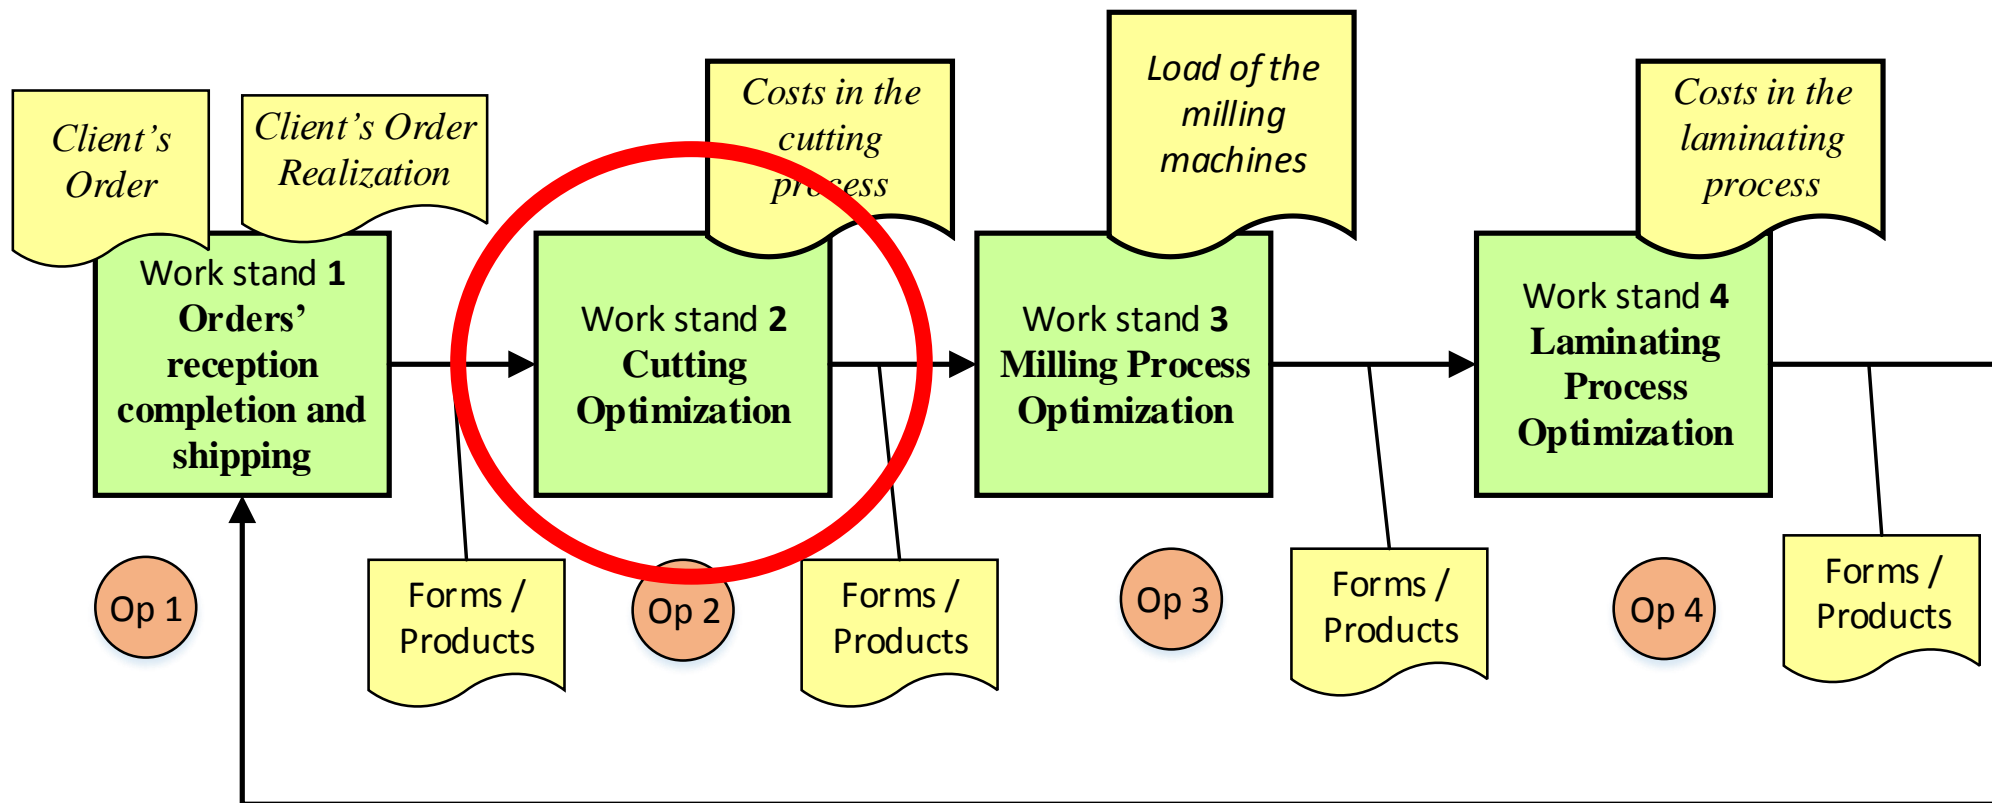 Client’s
Order
Client’s Order
Realization
Costs in the
cutting
process
Load of the
milling
machines
Costs in the
laminating
process
Work stand 1
Orders’
reception
completion and
shipping
Work stand 2
Cutting
Optimization
Work stand 3
Milling Process
Optimization
Work stand 4
Laminating
Process
Optimization
Op 1
Forms /
Products
Op 2
Forms /
Products
Op 3
Forms /
Products
Op 4
Forms /
Products